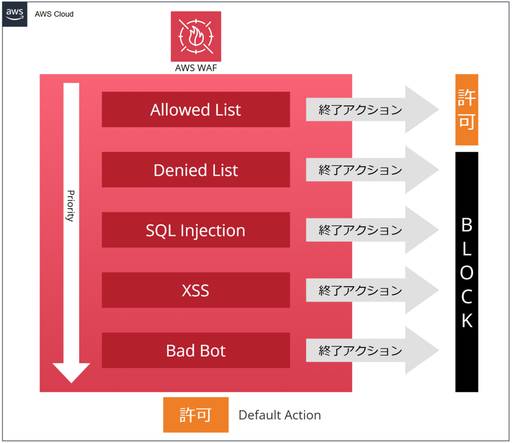 aws
AWS Cloud
AWS WAF
Priority
Allowed List
終了アクション
許可
Denied List
終了アクション
SQL Injection
終了アクション
XSS
終了アクション
Bad Bot
終了アクション
BLOCK
許可
Default Action